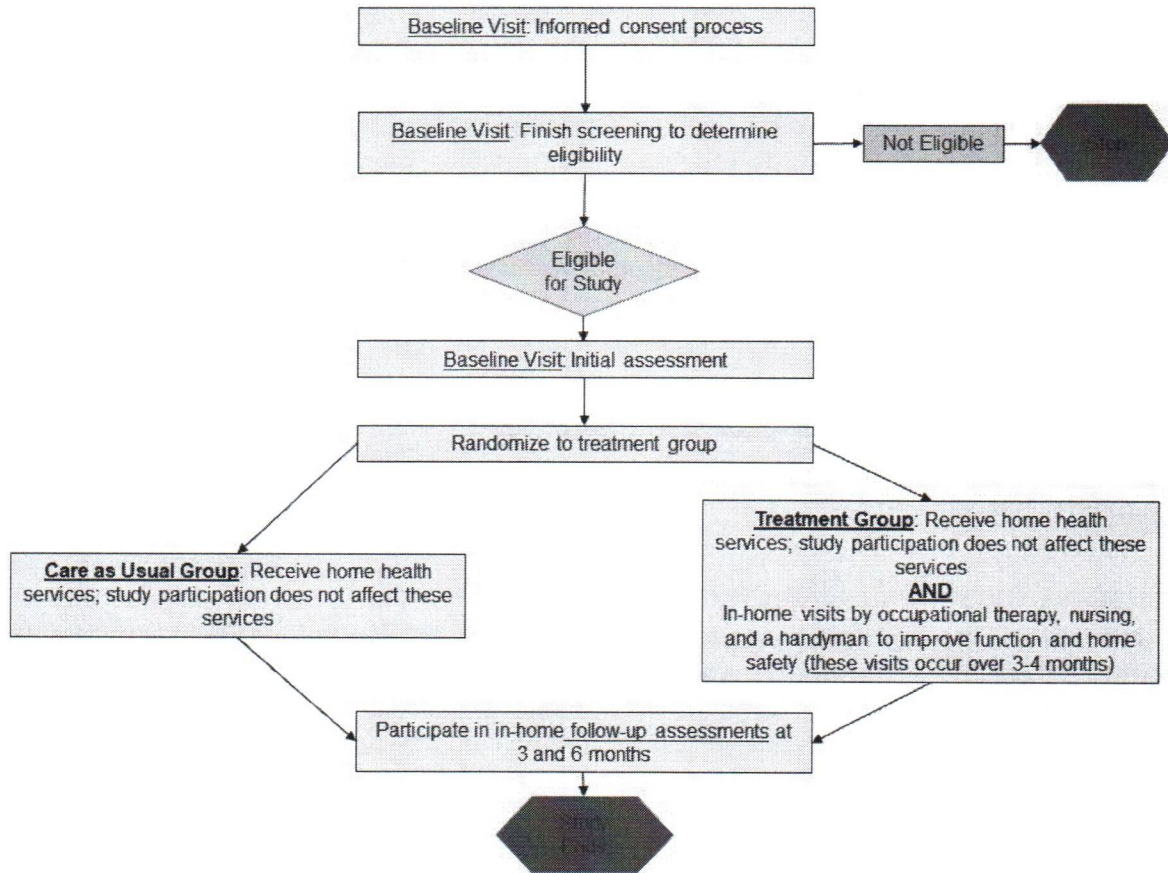 Baseline Visit: Informed consent process
Baseline Visit: Finish screening to determine
eligibility
Not Eligible
Stop
Eligible
for Study
Baseline Visit: Initial assessment
Randomize to treatment group
Care as Usual Group: Receive home health
services; study participation does not affect these
services
Treatment Group: Receive home health
services; study participation does not affect these
services
AND
In-home visits by occupational therapy, nursing,
and a handyman to improve function and home
safety (these visits occur over 3-4 months)
Participate in in-home follow-up assessments at
3 and 6 months
Study
Ends